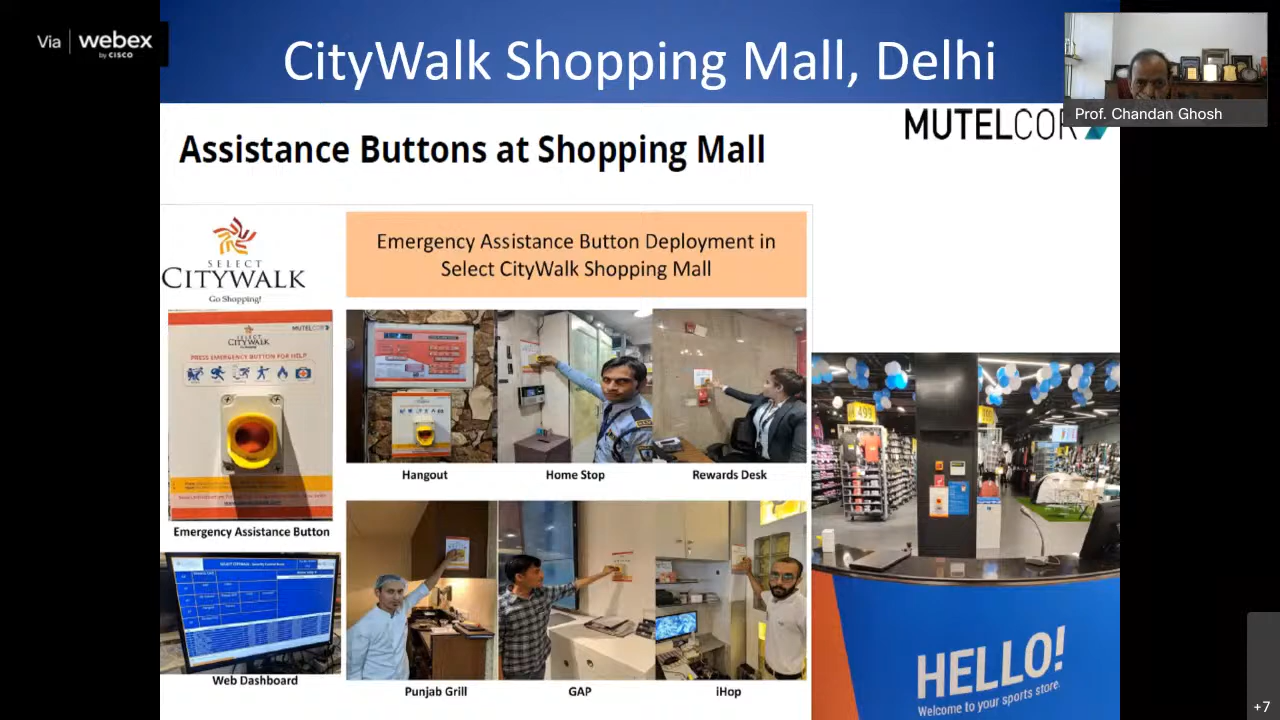 Via webex
by CISCO
CityWalk Shopping Mall, Delhi
Prof. Chandan Ghosh
MUTELCOR
Assistance Buttons at Shopping Mall
SELECT
CITYWALK
Go Shopping!
Emergency Assistance Button Deployment in
Select CityWalk Shopping Mall
MUTELCOR
SELECT
CITYWALK
PRESS EMERGENCY BUTTON FOR HELP
Hangout
Home Stop
Rewards Desk
Emergency Assistance Button
499
Web Dashboard
Punjab Grill
GAP
iHop
HELLO!
Welcome to your sports store.
+7